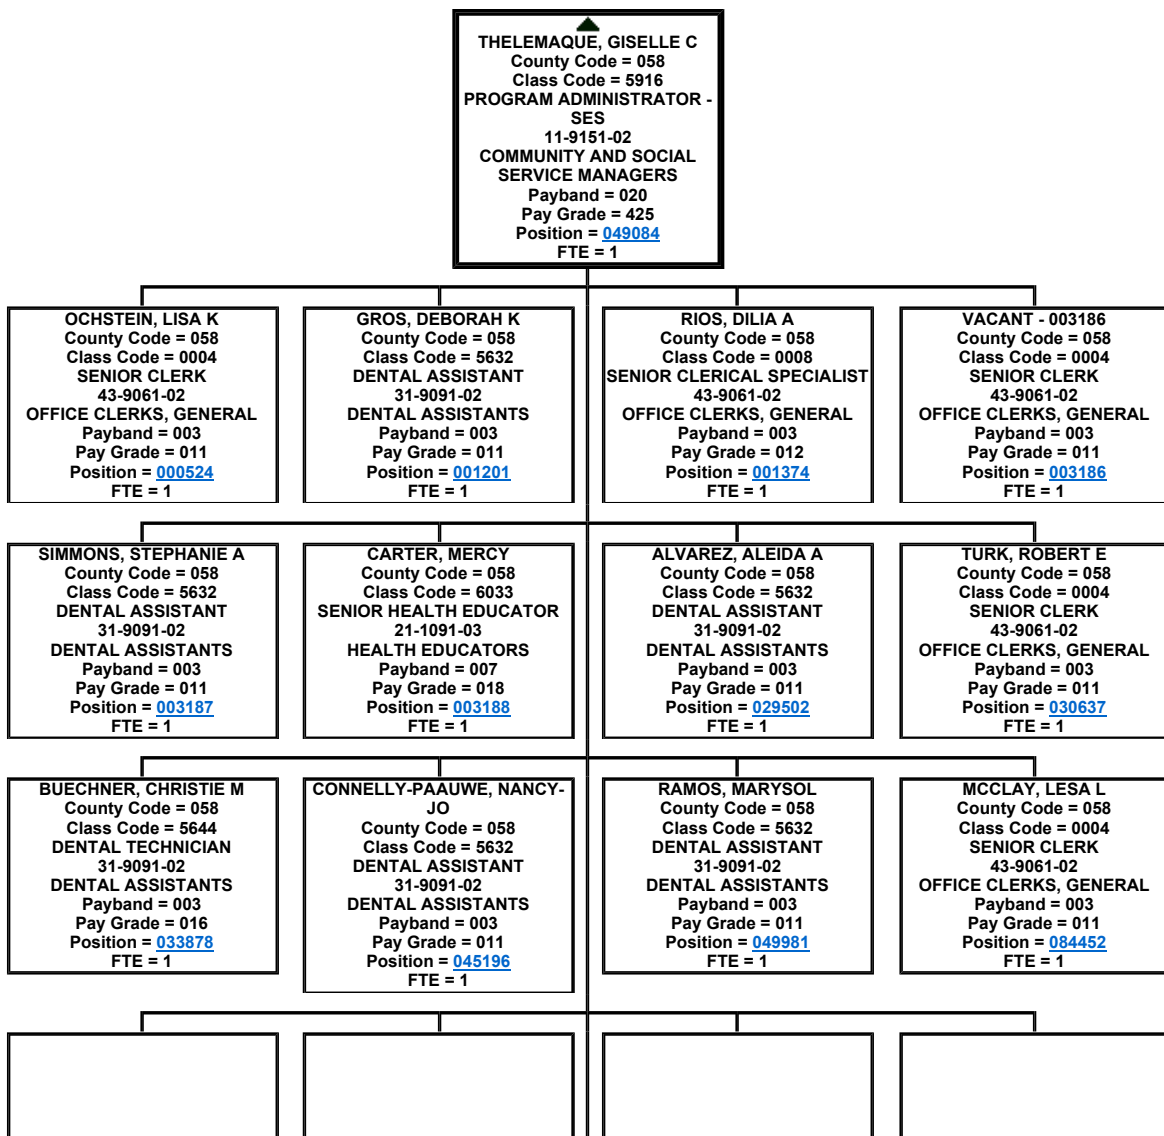 THELEMAQUE, GISELLE C
County Code = 058
Class Code = 5916
PROGRAM ADMINISTRATOR -
SES
11-9151-02
COMMUNITY AND SOCIAL
SERVICE MANAGERS
Payband = 020
Pay Grade = 425
Position = 049084
FTE = 1
OCHSTEIN, LISA K
County Code = 058
Class Code = 0004
SENIOR CLERK
43-9061-02
OFFICE CLERKS, GENERAL
Payband = 003
Pay Grade = 011
Position = 000524
FTE = 1
GROS, DEBORAH K
County Code = 058
Class Code = 5632
DENTAL ASSISTANT
31-9091-02
DENTAL ASSISTANTS
Payband = 003
Pay Grade = 011
Position = 001201
FTE = 1
RIOS, DILIA A
County Code = 058
Class Code = 0008
SENIOR CLERICAL SPECIALIST
43-9061-02
OFFICE CLERKS, GENERAL
Payband = 003
Pay Grade = 012
Position = 001374
FTE = 1
VACANT - 003186
County Code = 058
Class Code = 0004
SENIOR CLERK
43-9061-02
OFFICE CLERKS, GENERAL
Payband = 003
Pay Grade = 011
Position = 003186
FTE = 1
SIMMONS, STEPHANIE A
County Code = 058
Class Code = 5632
DENTAL ASSISTANT
31-9091-02
DENTAL ASSISTANTS
Payband = 003
Pay Grade = 011
Position = 003187
FTE = 1
CARTER, MERCY
County Code = 058
Class Code = 6033
SENIOR HEALTH EDUCATOR
21-1091-03
HEALTH EDUCATORS
Payband = 007
Pay Grade = 018
Position = 003188
FTE = 1
ALVAREZ, ALEIDA A
County Code = 058
Class Code = 5632
DENTAL ASSISTANT
31-9091-02
DENTAL ASSISTANTS
Payband = 003
Pay Grade = 011
Position = 029502
FTE = 1
TURK, ROBERT E
County Code = 058
Class Code = 0004
SENIOR CLERK
43-9061-02
OFFICE CLERKS, GENERAL
Payband = 003
Pay Grade = 011
Position = 030637
FTE = 1
BUECHNER, CHRISTIE M
County Code = 058
Class Code = 5644
DENTAL TECHNICIAN
31-9091-02
DENTAL ASSISTANTS
Payband = 003
Pay Grade = 016
Position = 033878
FTE = 1
CONNELLY-PAAUWE, NANCY-
JO
County Code = 058
Class Code = 5632
DENTAL ASSISTANT
31-9091-02
DENTAL ASSISTANTS
Payband = 003
Pay Grade = 011
Position = 045196
FTE = 1
RAMOS, MARYSOL
County Code = 058
Class Code = 5632
DENTAL ASSISTANT
31-9091-02
DENTAL ASSISTANTS
Payband = 003
Pay Grade = 011
Position = 049981
FTE = 1
MCCLAY, LESA L
County Code = 058
Class Code = 0004
SENIOR CLERK
43-9061-02
OFFICE CLERKS, GENERAL
Payband = 003
Pay Grade = 011
Position = 084452
FTE = 1